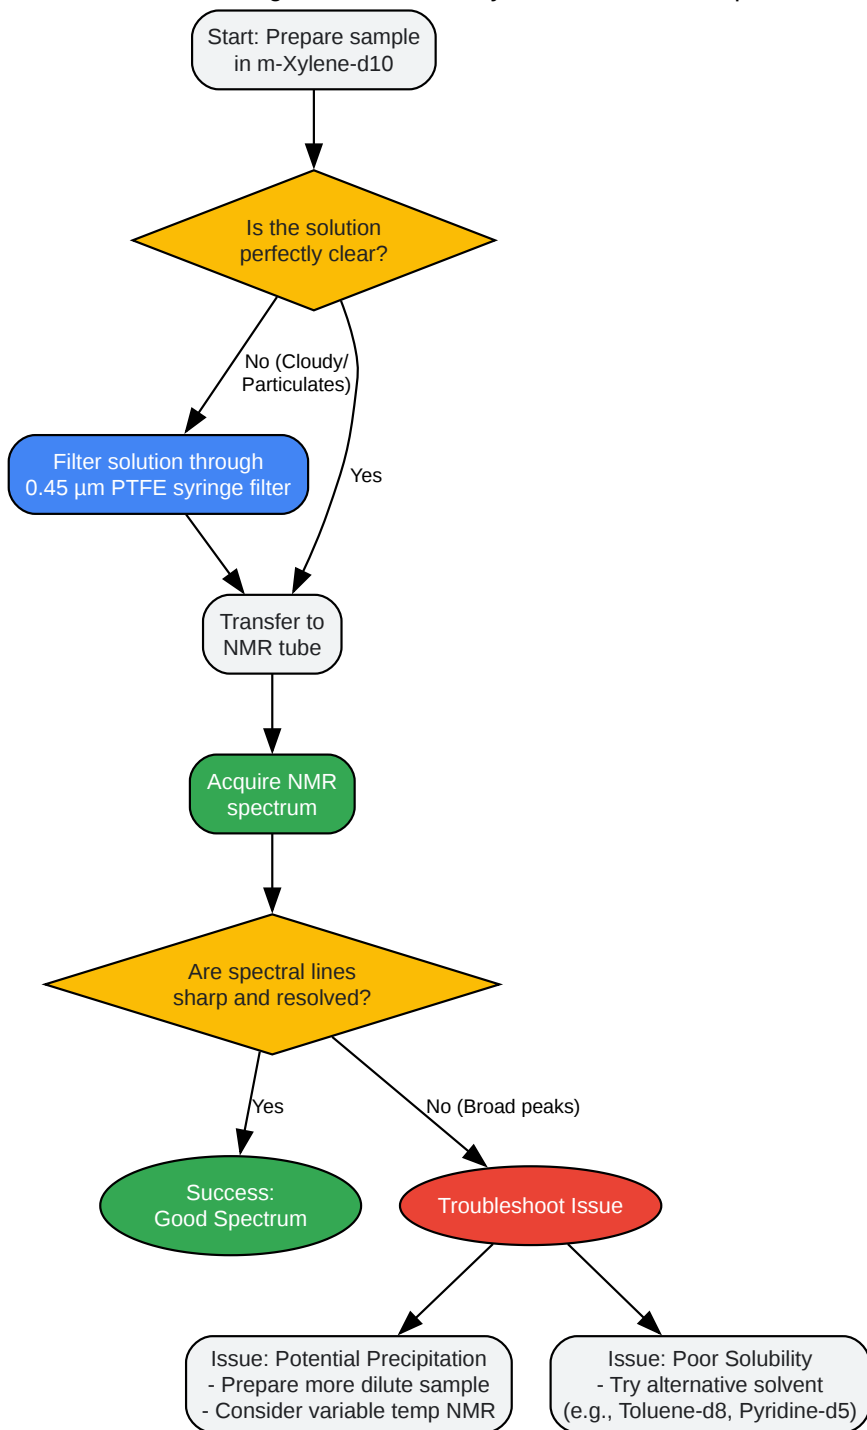 Start: Prepare sample
in m-Xylene-d10
Is the solution
perfectly clear?
No (Cloudy/
Particulates)
Filter solution through
0.45 µm PTFE syringe filter
Yes
Transfer to
NMR tube
Acquire NMR
spectrum
Are spectral lines
sharp and resolved?
Yes
No (Broad peaks)
Success:
Good Spectrum
Troubleshoot Issue
Issue: Potential Precipitation
- Prepare more dilute sample
- Consider variable temp NMR
Issue: Poor Solubility
- Try alternative solvent
(e.g., Toluene-d8, Pyridine-d5)